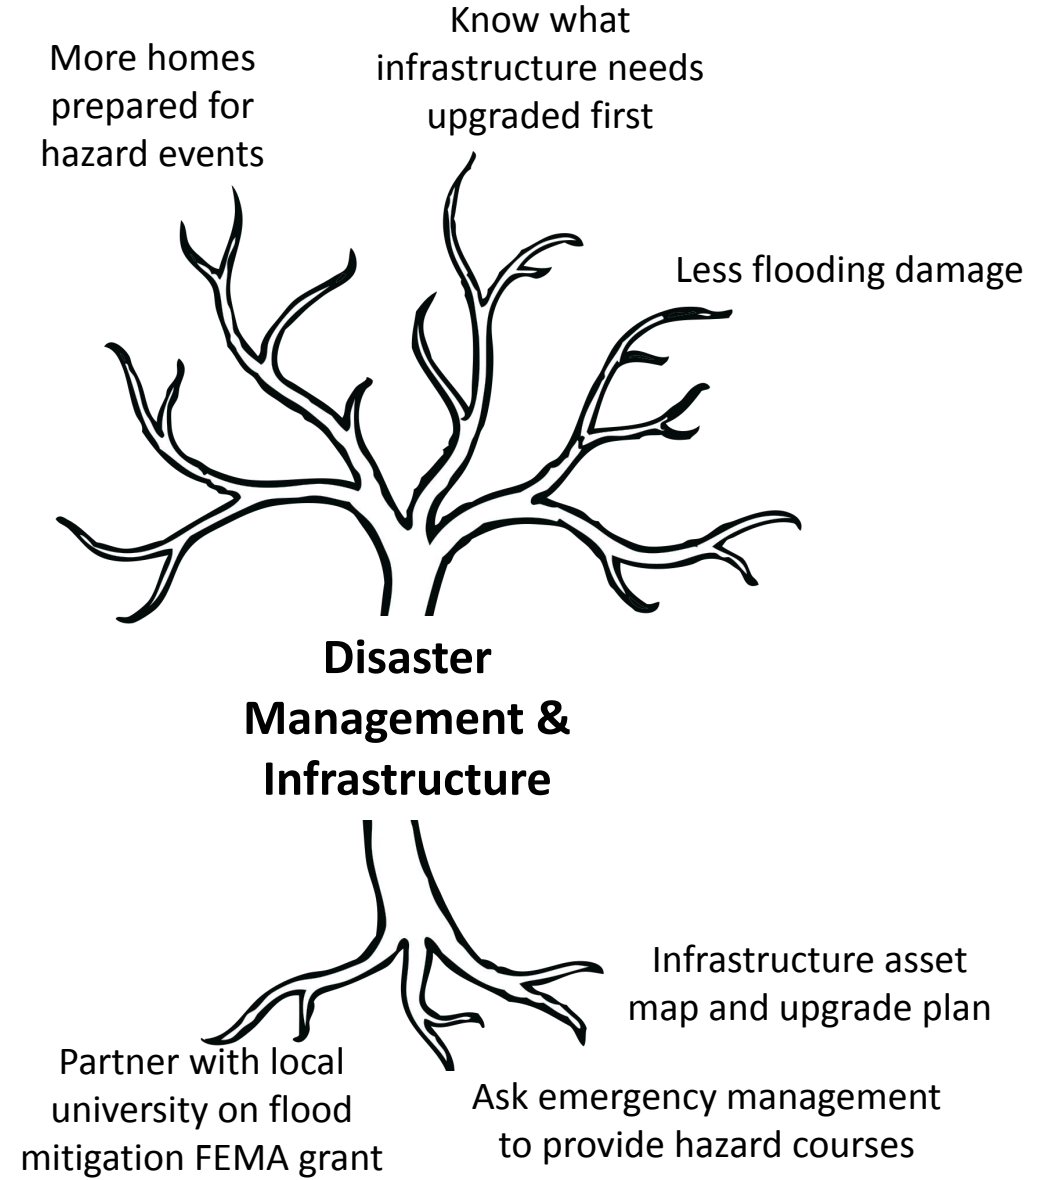 Know what
infrastructure needs
upgraded first
More homes
prepared for
hazard events
Less flooding damage
Disaster
Management &
Infrastructure
Infrastructure asset
map and upgrade plan
Partner with local
university on flood
mitigation FEMA grant
Ask emergency management
to provide hazard courses